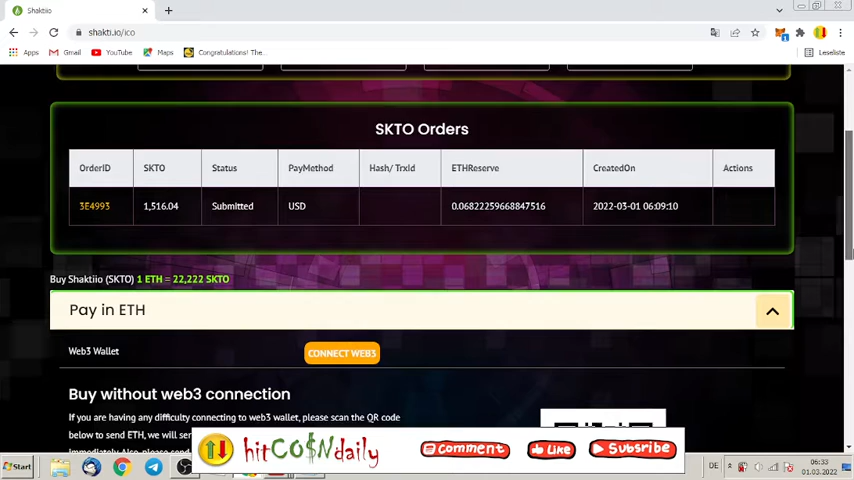 Shaktiio
shakti.io/ico
Apps Gmail YouTube Maps Congratulations! The... Leseliste
SKTO Orders
OrderID SKTO Status PayMethod Hash/ TrxId ETHReserve CreatedOn Actions
3E4993 1,516.04 Submitted USD 0.06822259668847516 2022-03-01 06:09:10
Buy Shaktiio (SKTO) 1 ETH = 22,222 SKTO
Pay in ETH
Web3 Wallet CONNECT WEB3
Buy without web3 connection
If you are having any difficulty connecting to web3 wallet, please scan the QR code
below to send ETH, we will
hitCO$Ndaily Comment Like Subsribe
Start DE 06:33
01.03.2022